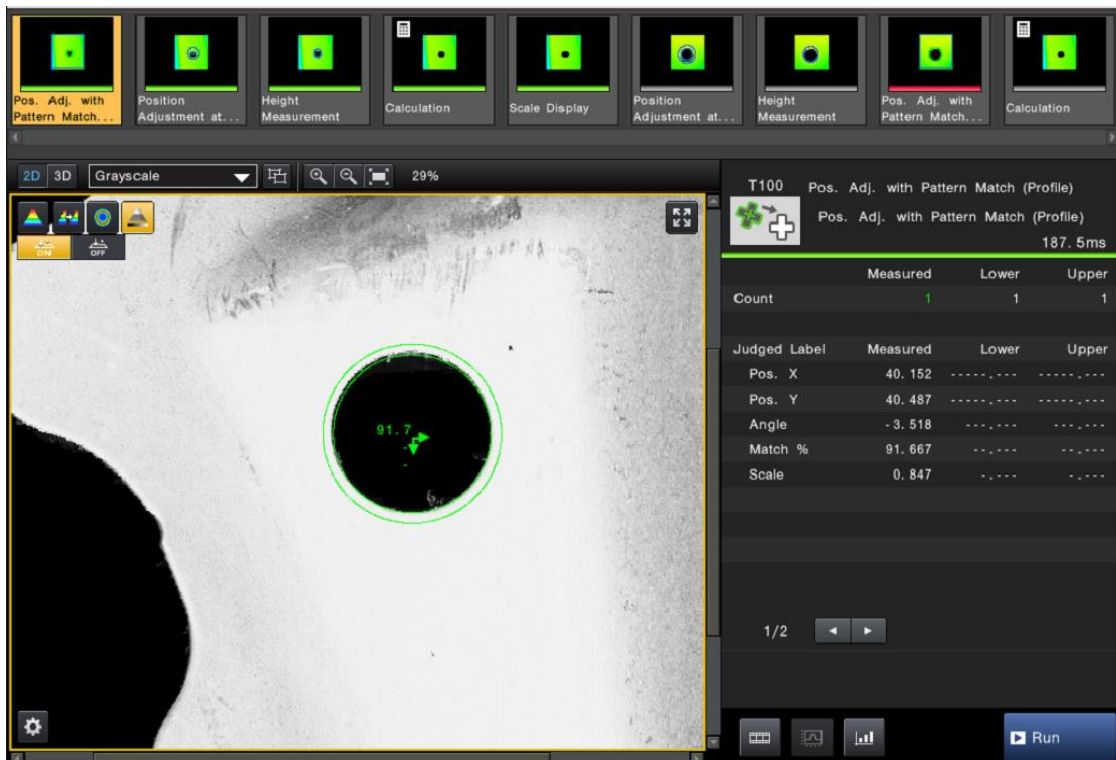 Pos. Adj. with
Pattern Match...
Position
Adjustment at...
Height
Measurement
Calculation
Scale Display
Position
Adjustment at...
Height
Measurement
Pos. Adj. with
Pattern Match...
Calculation
2D 3D Grayscale 29%
ON OFF
91.7
T100 Pos. Adj. with Pattern Match (Profile)
Pos. Adj. with Pattern Match (Profile)
187.5ms
Measured Lower Upper
Count 1 1 1
Judged Label Measured Lower Upper
Pos. X 40.152 -----.--- -----.---
Pos. Y 40.487 -----.--- -----.---
Angle -3.518
Match % 91.667 --.--- --.---
Scale 0.847 -.--- -.---
1/2
Run